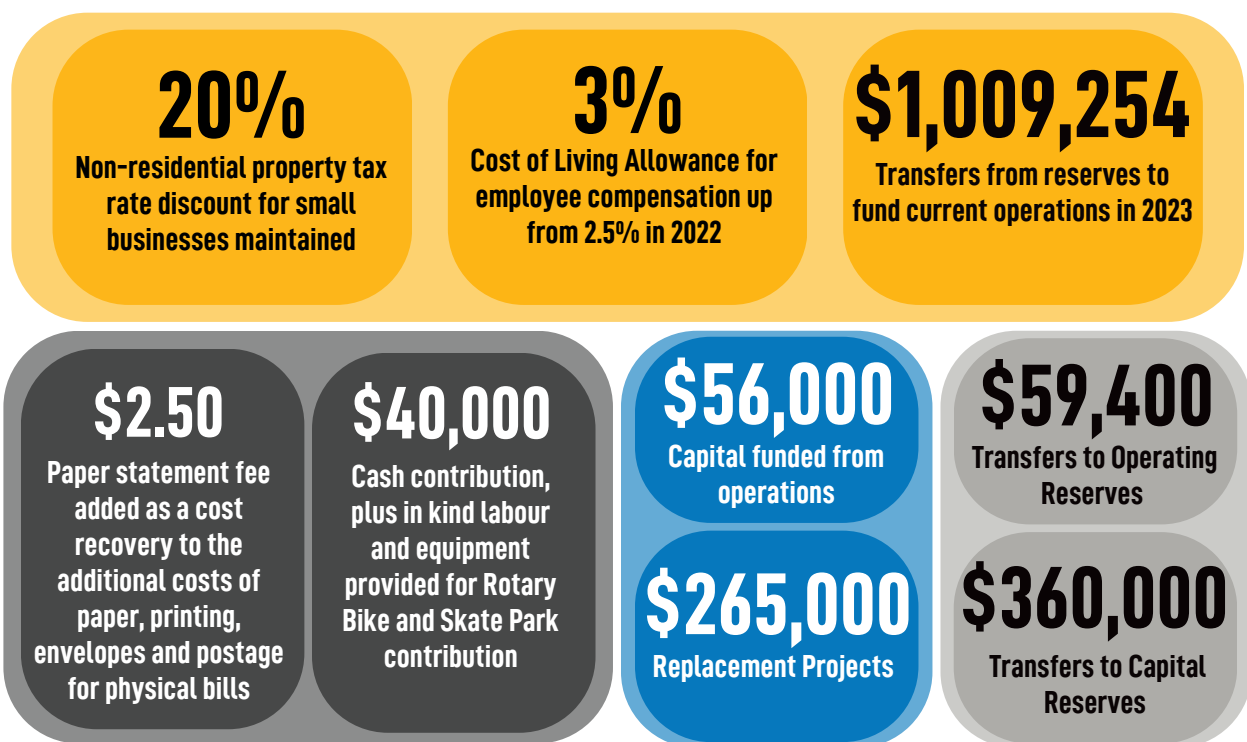 20%
Non-residential property tax
rate discount for small
businesses maintained
3%
Cost of Living Allowance for
employee compensation up
from 2.5% in 2022
$1,009,254
Transfers from reserves to
fund current operations in 2023
$2.50
Paper statement fee
added as a cost
recovery to the
additional costs of
paper, printing,
envelopes and postage
for physical bills
$40,000
Cash contribution,
plus in kind labour
and equipment
provided for Rotary
Bike and Skate Park
contribution
$56,000
Capital funded from
operations
$265,000
Replacement Projects
$59,400
Transfers to Operating
Reserves
$360,000
Transfers to Capital
Reserves